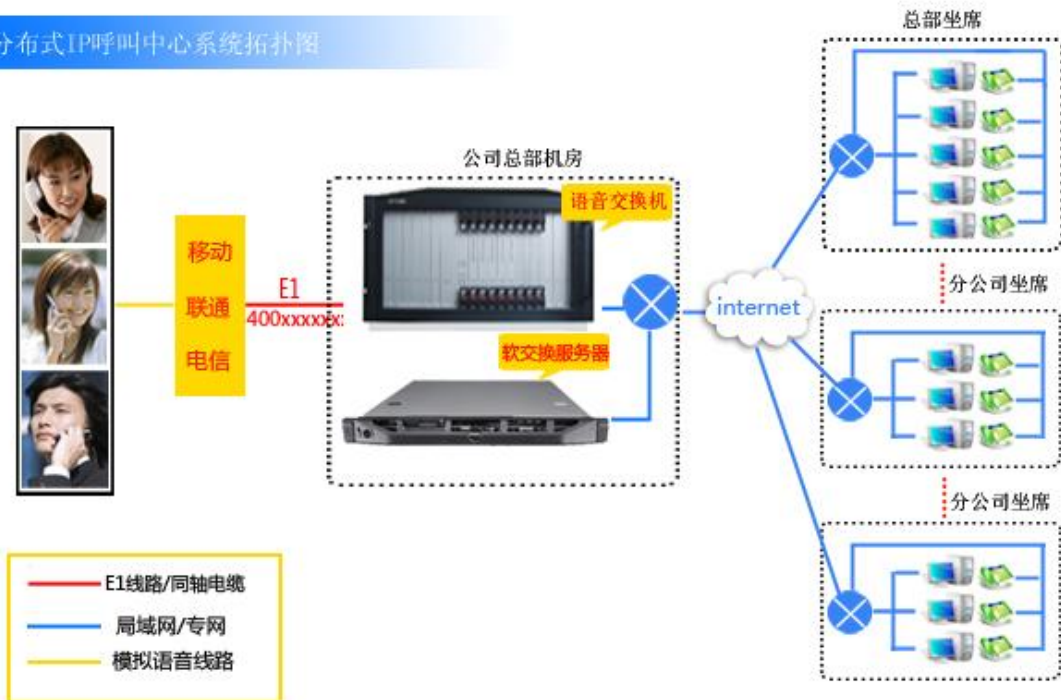 分布式IP呼叫中心系统拓扑图
总部坐席
公司总部机房
语音交换机
移动
联通
电信
E1
400xxxxxx:
软交换服务器
internet
分公司坐席
分公司坐席
E1线路/同轴电缆
局域网/专网
模拟语音线路